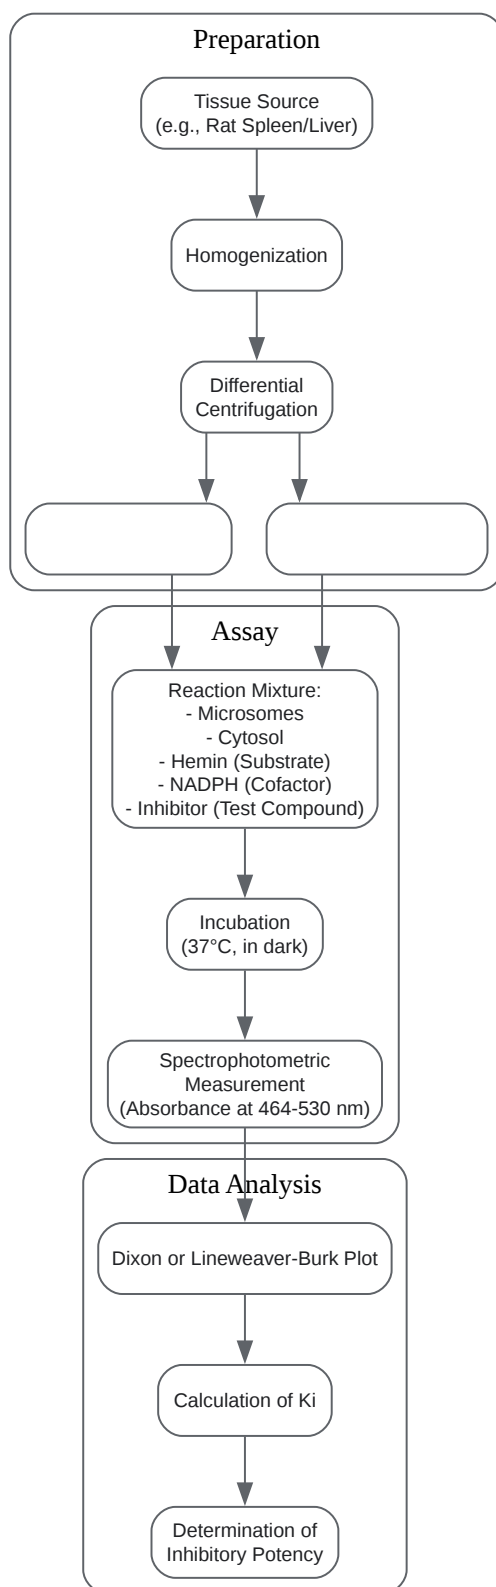 Preparation
Tissue Source
(e.g., Rat Spleen/Liver)
Homogenization
Differential
Centrifugation
Assay
Reaction Mixture:
- Microsomes
- Cytosol
- Hemin (Substrate)
- NADPH (Cofactor)
- Inhibitor (Test Compound)
Incubation
(37°C, in dark)
Spectrophotometric
Measurement
(Absorbance at 464-530 nm)
Data Analysis
Dixon or Lineweaver-Burk Plot
Calculation of Ki
Determination of
Inhibitory Potency